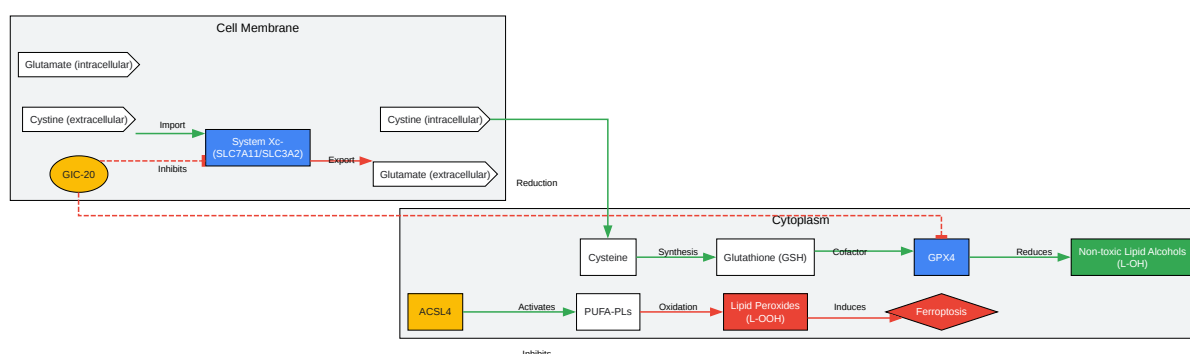 Cell Membrane
Glutamate (intracellular)
Cystine (extracellular)
Import
System Xc-
(SLC7A11/SLC3A2)
Cystine (intracellular)
GIC-20
Inhibits
Export
Glutamate (extracellular)
Reduction
Cytoplasm
Cysteine
Synthesis
Glutathione (GSH)
Cofactor
GPX4
Reduces
Non-toxic Lipid Alcohols
(L-OH)
ACSL4
Activates
PUFA-PLs
Oxidation
Lipid Peroxides
(L-OOH)
Induces
Ferroptosis
Inhibits